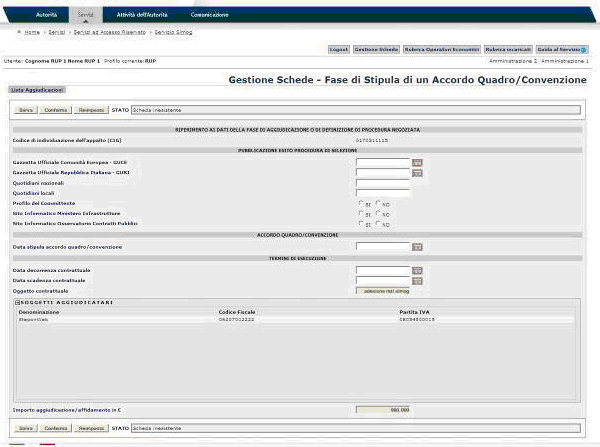 Autorità Servizi Attività dell'Autorità Comunicazione
Home > Servizi > Servizi ad Accesso Riservato > Servizio Simog
Logout Gestione Schede Rubrica Operatori Economici Rubrica incaricati Guida al Servizio
Utente: Cognome RUP 1 Nome RUP 1 Profilo corrente: RUP Amministrazione 2 Amministrazione 1
Gestione Schede - Fase di Stipula di un Accordo Quadro/Convenzione
Lista Aggiudicazioni
Salva Conferma Reimposta STATO Scheda inesistente
RIFERIMENTO AI DATI DELLA FASE DI AGGIUDICAZIONE O DI DEFINIZIONE DI PROCEDURA NEGOZIATA
Codice di individuazione dell'appalto (CIG) 0170311115
PUBBLICAZIONE ESITO PROCEDURA DI SELEZIONE
Gazzetta Ufficiale Comunità Europea - GUCE
Gazzetta Ufficiale Repubblica Italiana - GURI
Quotidiani nazionali
Quotidiani locali
Profilo del Committente SI NO
Sito Informatico Ministero Infrastrutture SI NO
Sito Informatico Osservatorio Contratti Pubblici SI NO
ACCORDO QUADRO/CONVENZIONE
Data stipula accordo quadro/convenzione
TERMINI DI ESECUZIONE
Data decorrenza contrattuale
Data scadenza contrattuale
Oggetto contrattuale selezione reti simog
SOGGETTI AGGIUDICATARI
Denominazione Codice Fiscale Partita IVA
SteponWeb 06207002222 08054500015
Importo aggiudicazione/affidamento in €
Salva Conferma Reimposta STATO Scheda inesistente